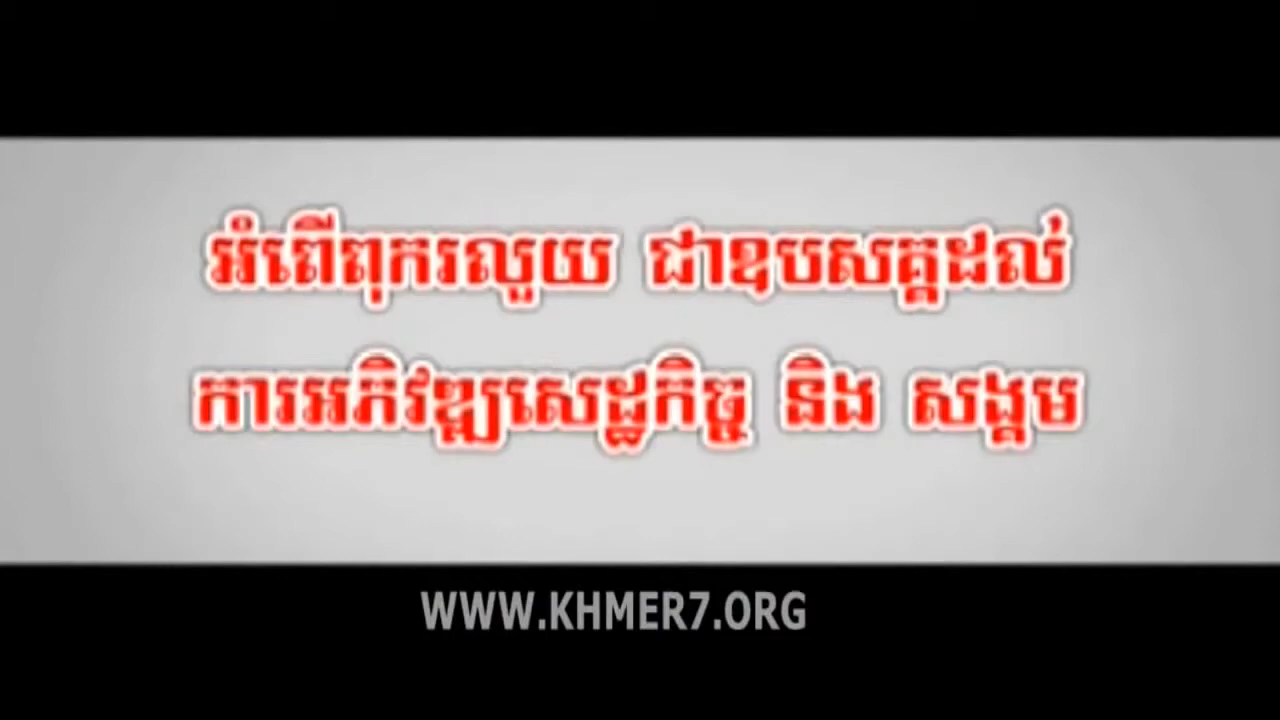 អំពើពុករលួយ ជាឧបសគ្គដល់
ការអភិវឌ្ឍសេដ្ឋកិច្ច និង សង្គម
WWW.KHMER7.ORG